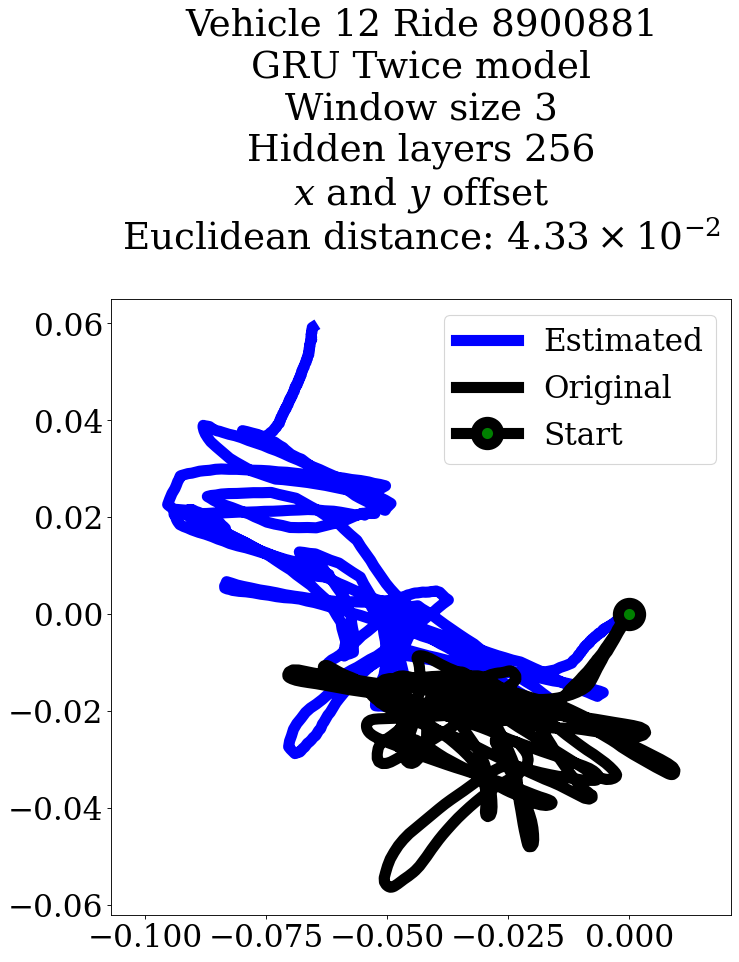 Vehicle 12 Ride 8900881
GRU Twice model
Window size 3
Hidden layers 256
x and y offset
Euclidean distance: 4.33 × 10⁻²
0.06
0.04
0.02
0.00
−0.02
−0.04
−0.06
Estimated
Original
Start
−0.100 −0.075 −0.050 −0.025 0.000